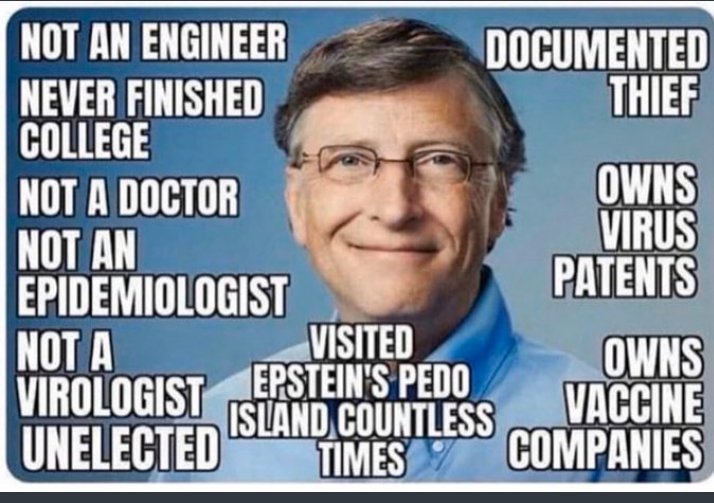 NOT AN ENGINEER
NEVER FINISHED
COLLEGE
NOT A DOCTOR
NOT AN
EPIDEMIOLOGIST
NOT A
VIROLOGIST
UNELECTED
VISITED
EPSTEIN'S PEDO
ISLAND COUNTLESS
TIMES
DOCUMENTED
THIEF
OWNS
VIRUS
PATENTS
OWNS
VACCINE
COMPANIES